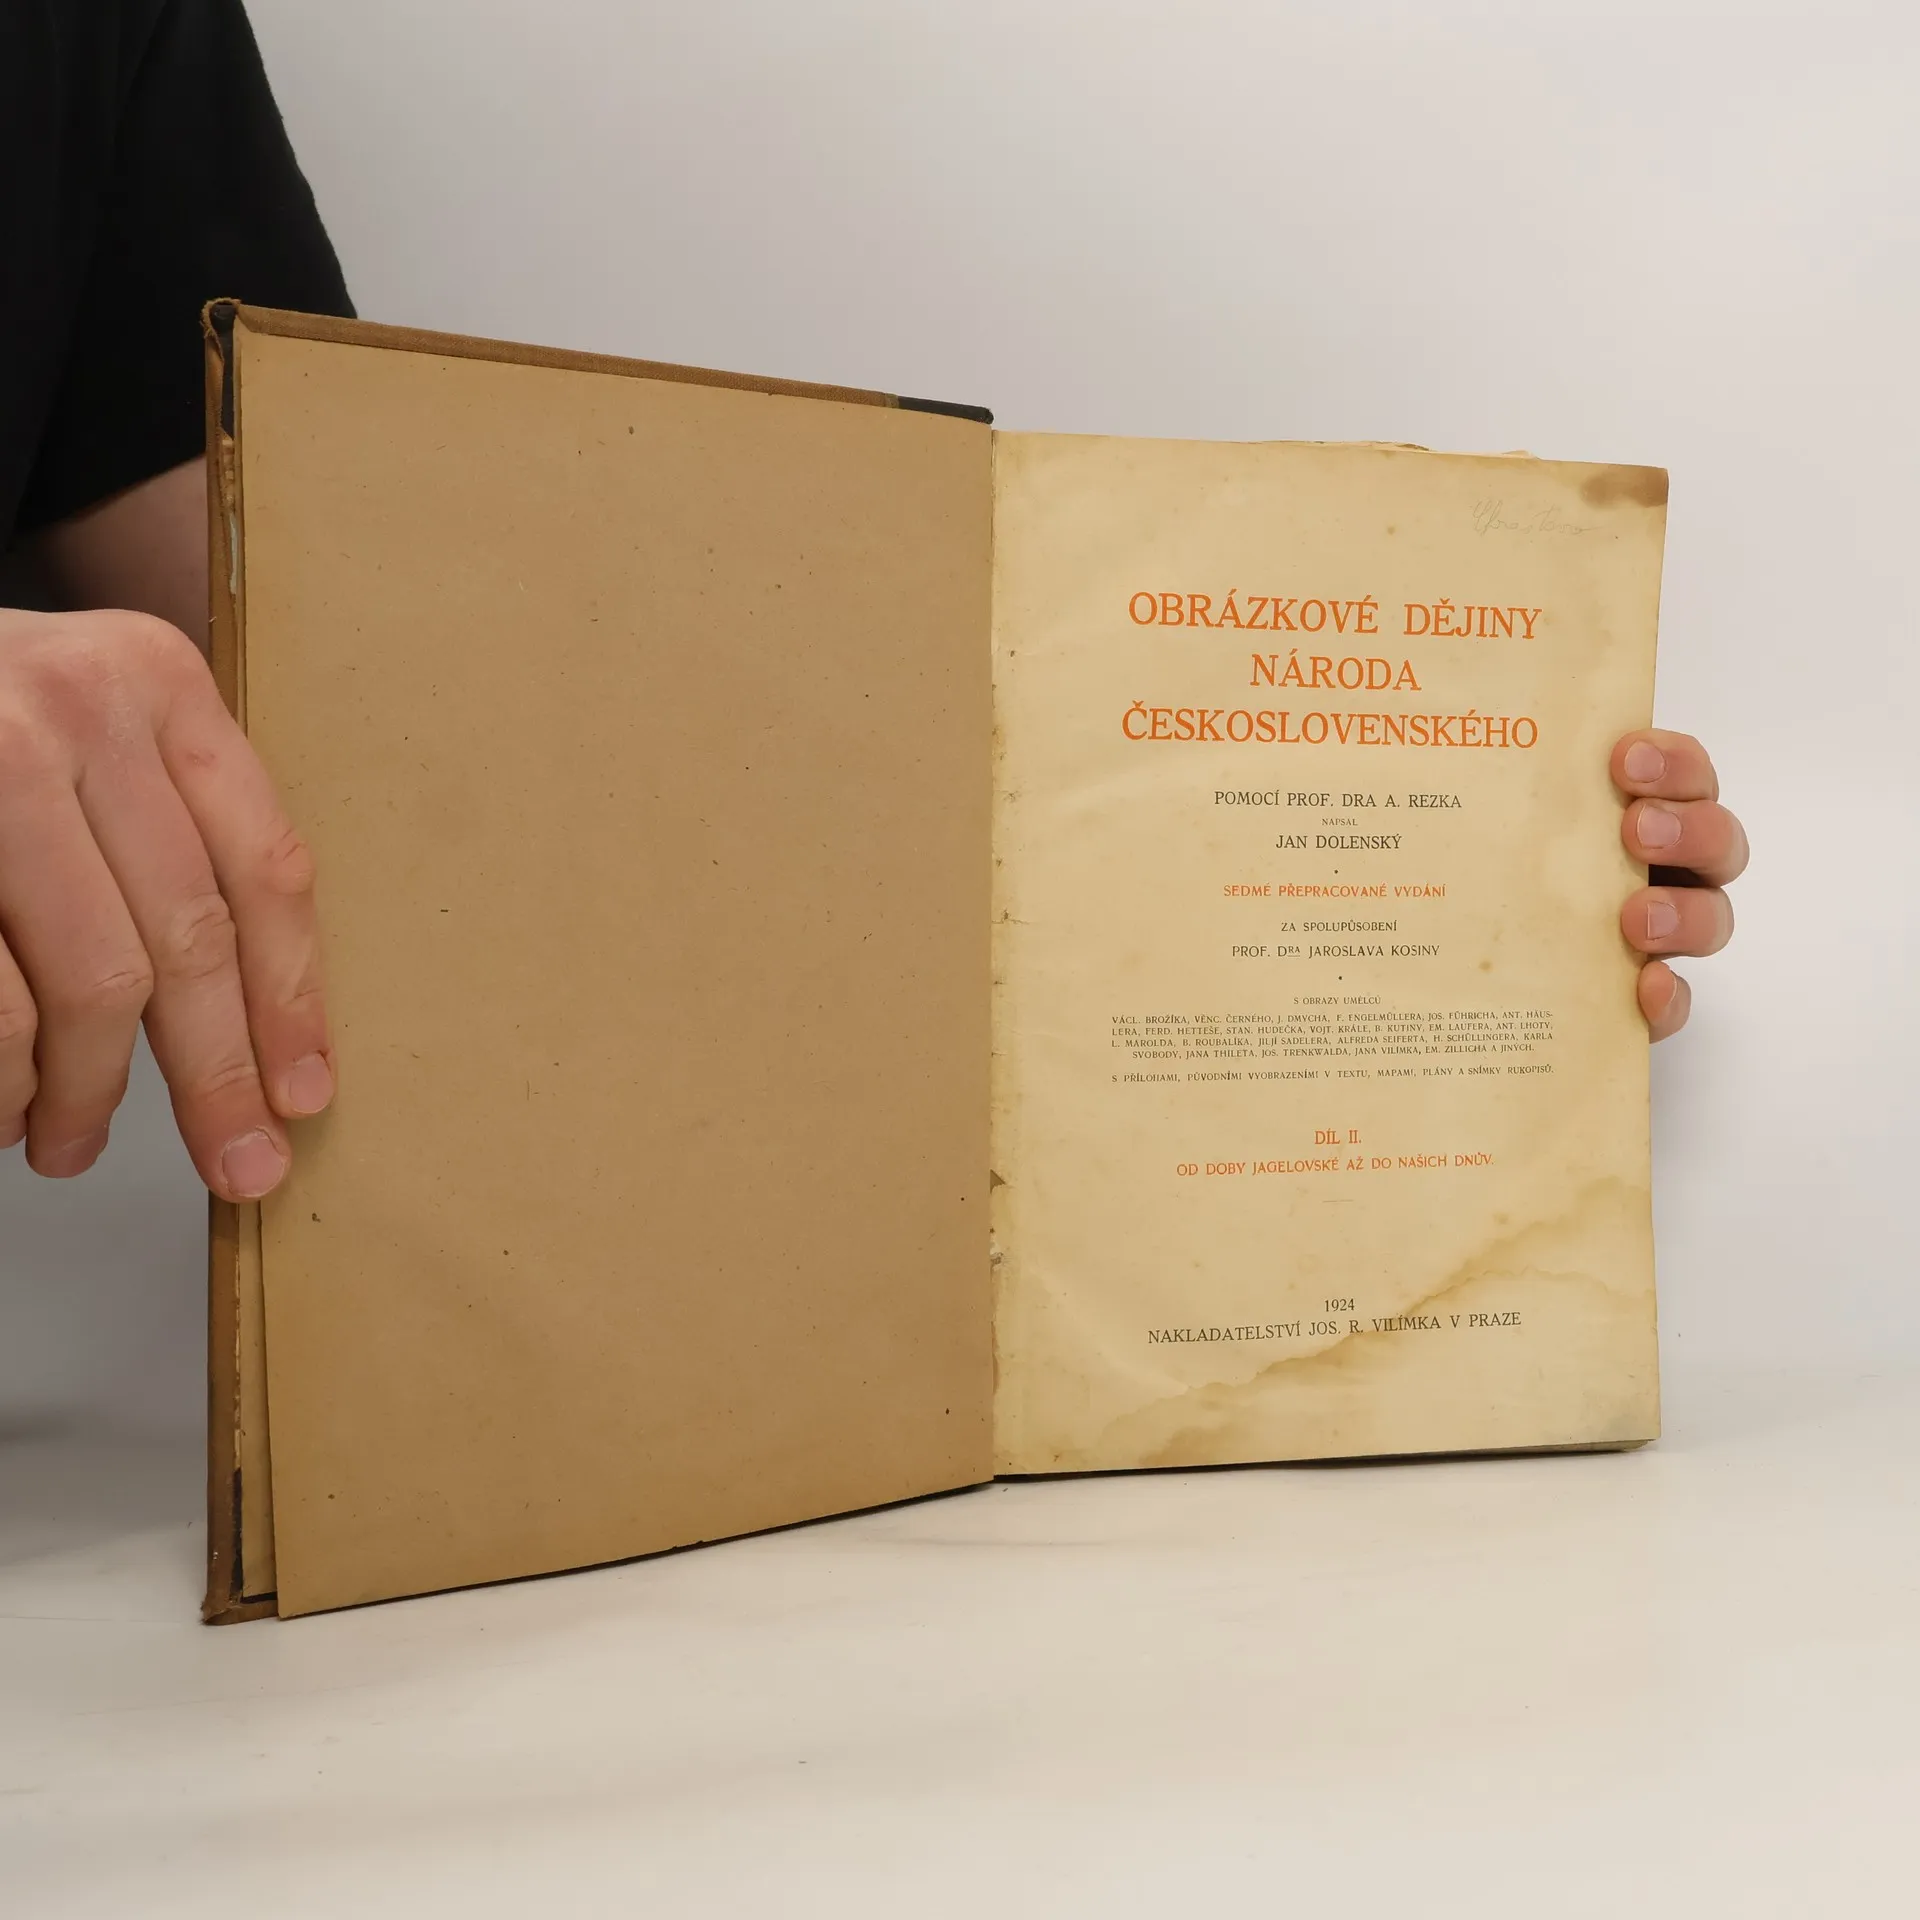 OBRÁZKOVÉ DĚJINY
NÁRODA
ČESKOSLOVENSKÉHO
POMOCÍ PROF. DRA A. REZKA
NAPSAL
JAN DOLENSKÝ
SEDMÉ PŘEPRACOVANÉ VYDÁNÍ
ZA SPOLUPŮSOBENÍ
PROF. DRA JAROSLAVA KOSINY
S OBRAZY UMĚLCŮ
VÁCL. BROŽÍKA, VĚNC. ČERNÉHO, J. DMYCHA, F. ENGELMÜLLERA, JOS. FÜHRICHA, ANT. HÄUS-
LERA, FERD. HETTEŠE, STAN. HUDEČKA, VOJT. KRÁLE, B. KUTINY, EM. LAUFERA, ANT. LHOTY,
L. MAROLDA, B. ROUBALÍKA, JILJÍ SADELERA, ALFREDA SEIFERTA, H. SCHÜLLINGERA, KARLA
SVOBODY, JANA THILETA, JOS. TRENKWALDA, JANA VILÍMKA, EM. ZILLICHA A JINÝCH.
S PŘÍLOHAMI, PŮVODNÍMI VYOBRAZENÍMI V TEXTU, MAPAMI, PLÁNY A SNÍMKY RUKOPISŮ.
DÍL II.
OD DOBY JAGELOVSKÉ AŽ DO NAŠICH DNŮV.
1924
NAKLADATELSTVÍ JOS. R. VILÍMKA V PRAZE